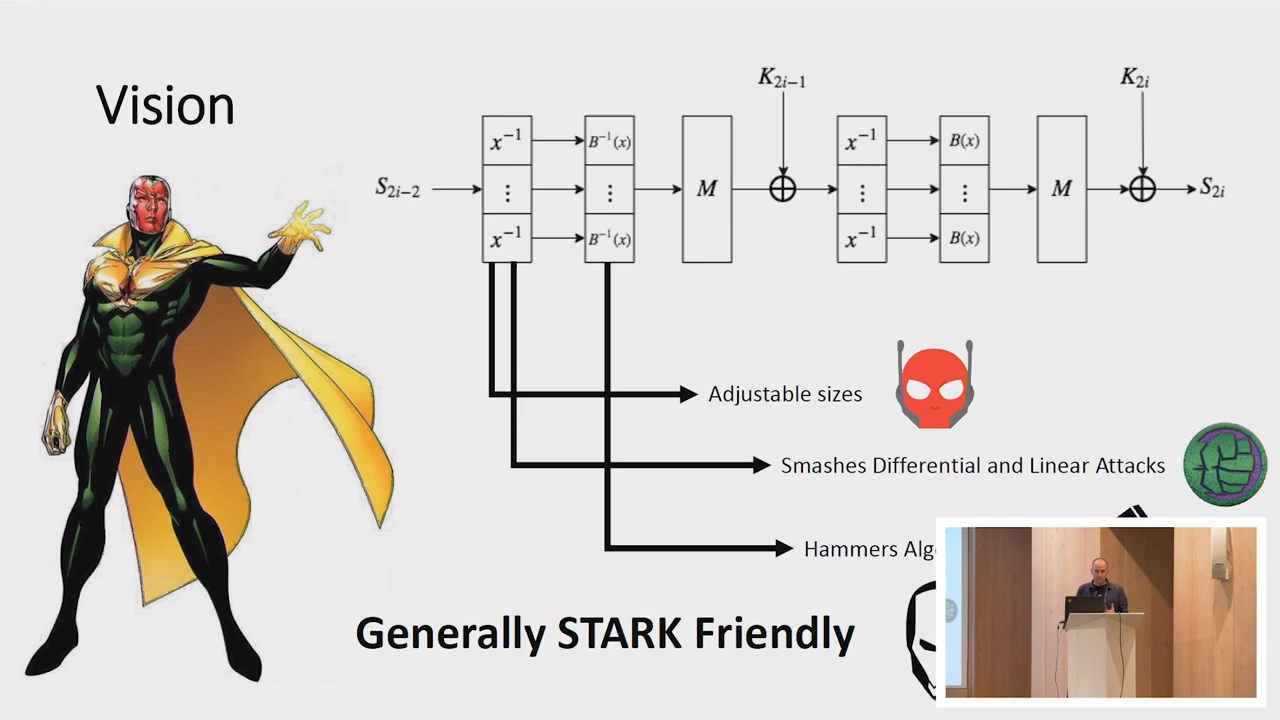 Vision
K2i−1
K2i
x−1
B−1(x)
x−1
B(x)
S2i−2
⋮
⋮
M
⋮
⋮
M
S2i
x−1
B−1(x)
x−1
B(x)
Adjustable sizes
Smashes Differential and Linear Attacks
Hammers
Generally STARK Friendly